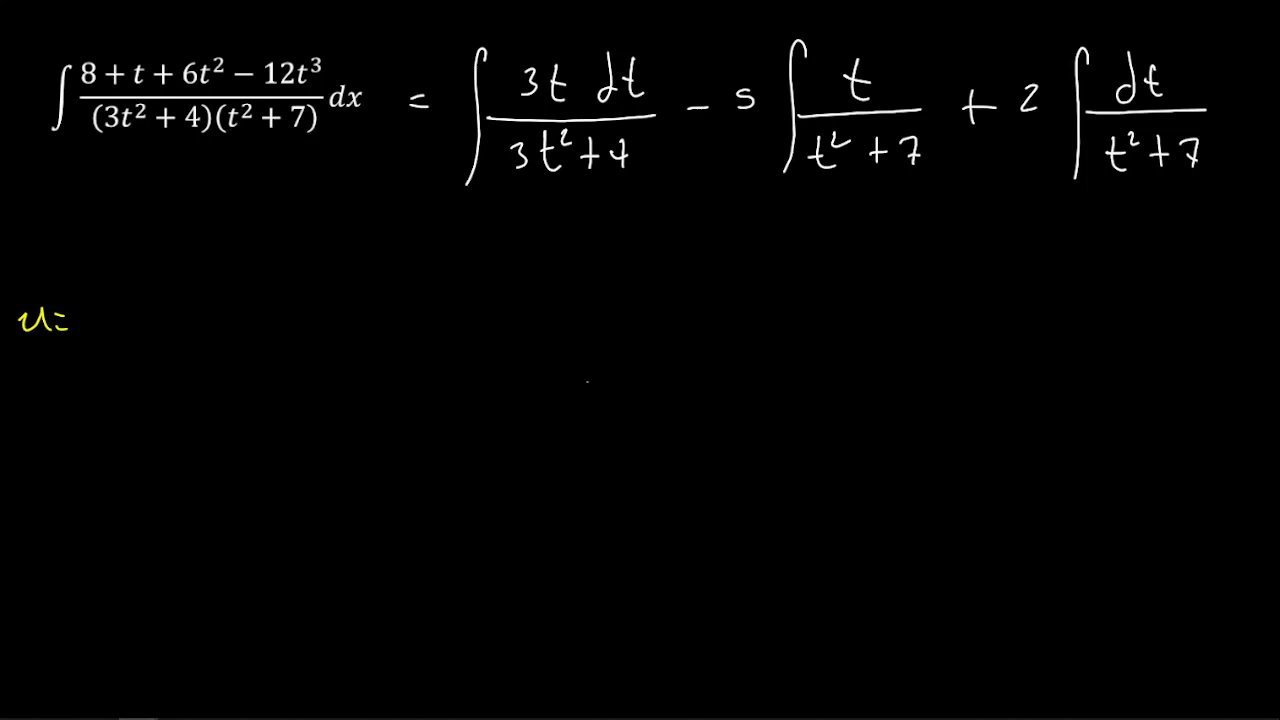 ∫ (8 + t + 6t² − 12t³)/((3t² + 4)(t² + 7)) dx = ∫ (3t dt)/(3t² + 4) − 5 ∫ t/(t² + 7) + 2 ∫ dt/(t² + 7)
u=